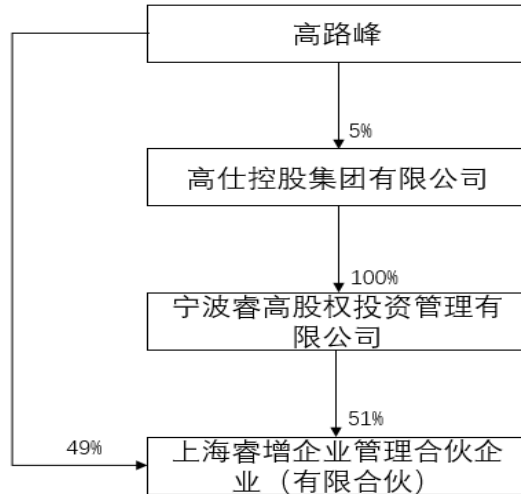 高路峰
5%
高仕控股集团有限公司
100%
宁波睿高股权投资管理有
限公司
51%
49%
上海睿增企业管理合伙企
业（有限合伙）